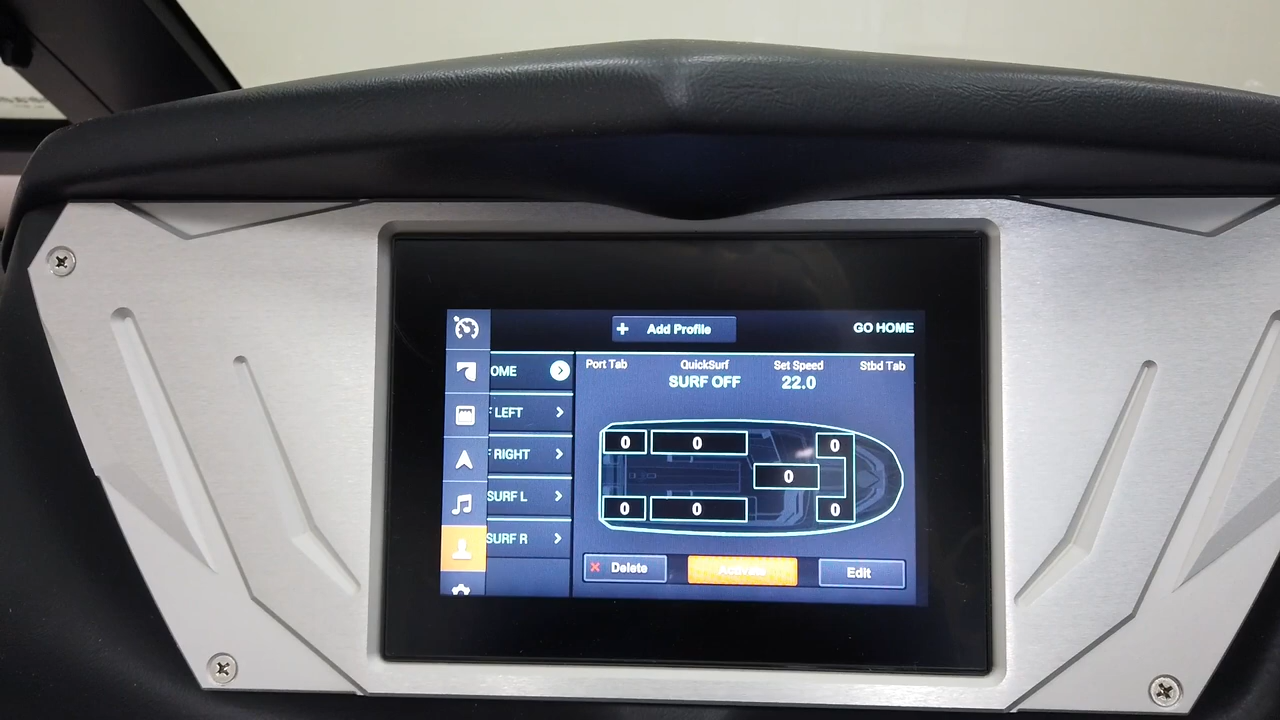 Add Profile
GO HOME
OME
LEFT
RIGHT
SURF L
SURF R
Port Tab
QuickSurf
Set Speed
Stbd Tab
SURF OFF
22.0
0
0
0
0
0
0
0
Delete
Activate
Edit